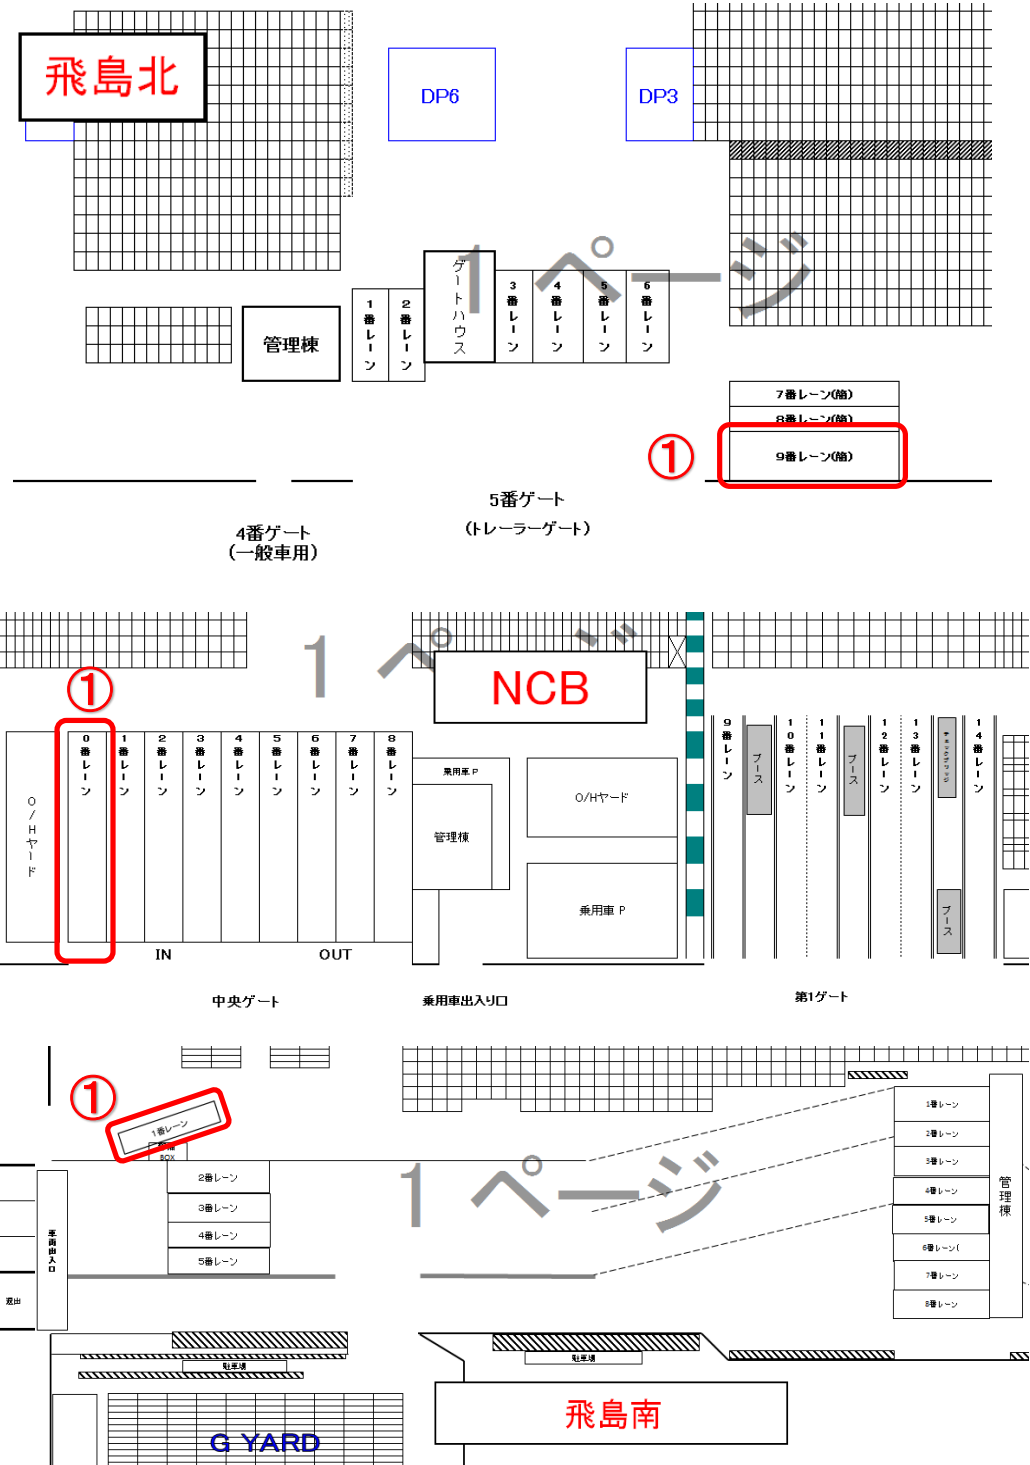 飛島北
DP6
DP3
1 ページ
ゲートハウス
1番レーン
2番レーン
3番レーン
4番レーン
5番レーン
6番レーン
管理棟
7番レーン(簡)
8番レーン(簡)
①
9番レーン(簡)
5番ゲート
(トレーラーゲート)
4番ゲート
(一般車用)
1 ページ
NCB
①
O/Hヤード
0番レーン
1番レーン
2番レーン
3番レーン
4番レーン
5番レーン
6番レーン
7番レーン
8番レーン
乗用車 P
管理棟
O/Hヤード
乗用車 P
9番レーン
ブース
10番レーン
11番レーン
ブース
12番レーン
13番レーン
14番レーン
ブース
IN
OUT
中央ゲート
乗用車出入り口
第1ゲート
①
1番レーン
BOX
2番レーン
3番レーン
4番レーン
5番レーン
車両出入口
退出
1 ページ
1番レーン
2番レーン
3番レーン
4番レーン
5番レーン
6番レーン(
7番レーン
8番レーン
管理棟
駐車場
駐車場
飛島南
G YARD